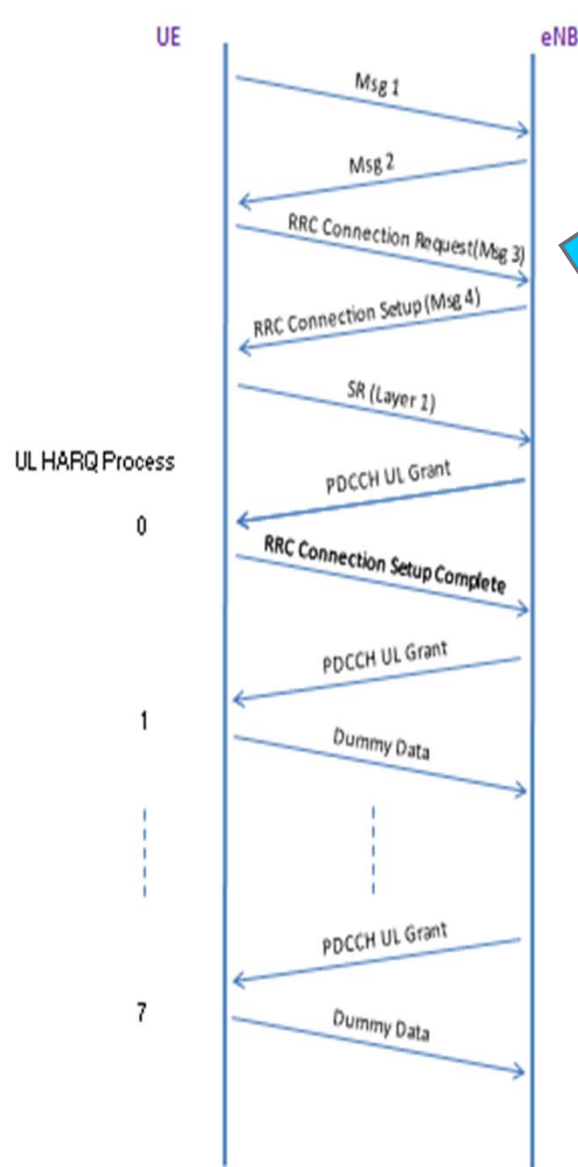 UE
eNB
Msg 1
Msg 2
RRC Connection Request(Msg 3)
RRC Connection Setup (Msg 4)
SR (Layer 1)
UL HARQ Process
PDCCH UL Grant
0
RRC Connection Setup Complete
PDCCH UL Grant
1
Dummy Data
PDCCH UL Grant
7
Dummy Data